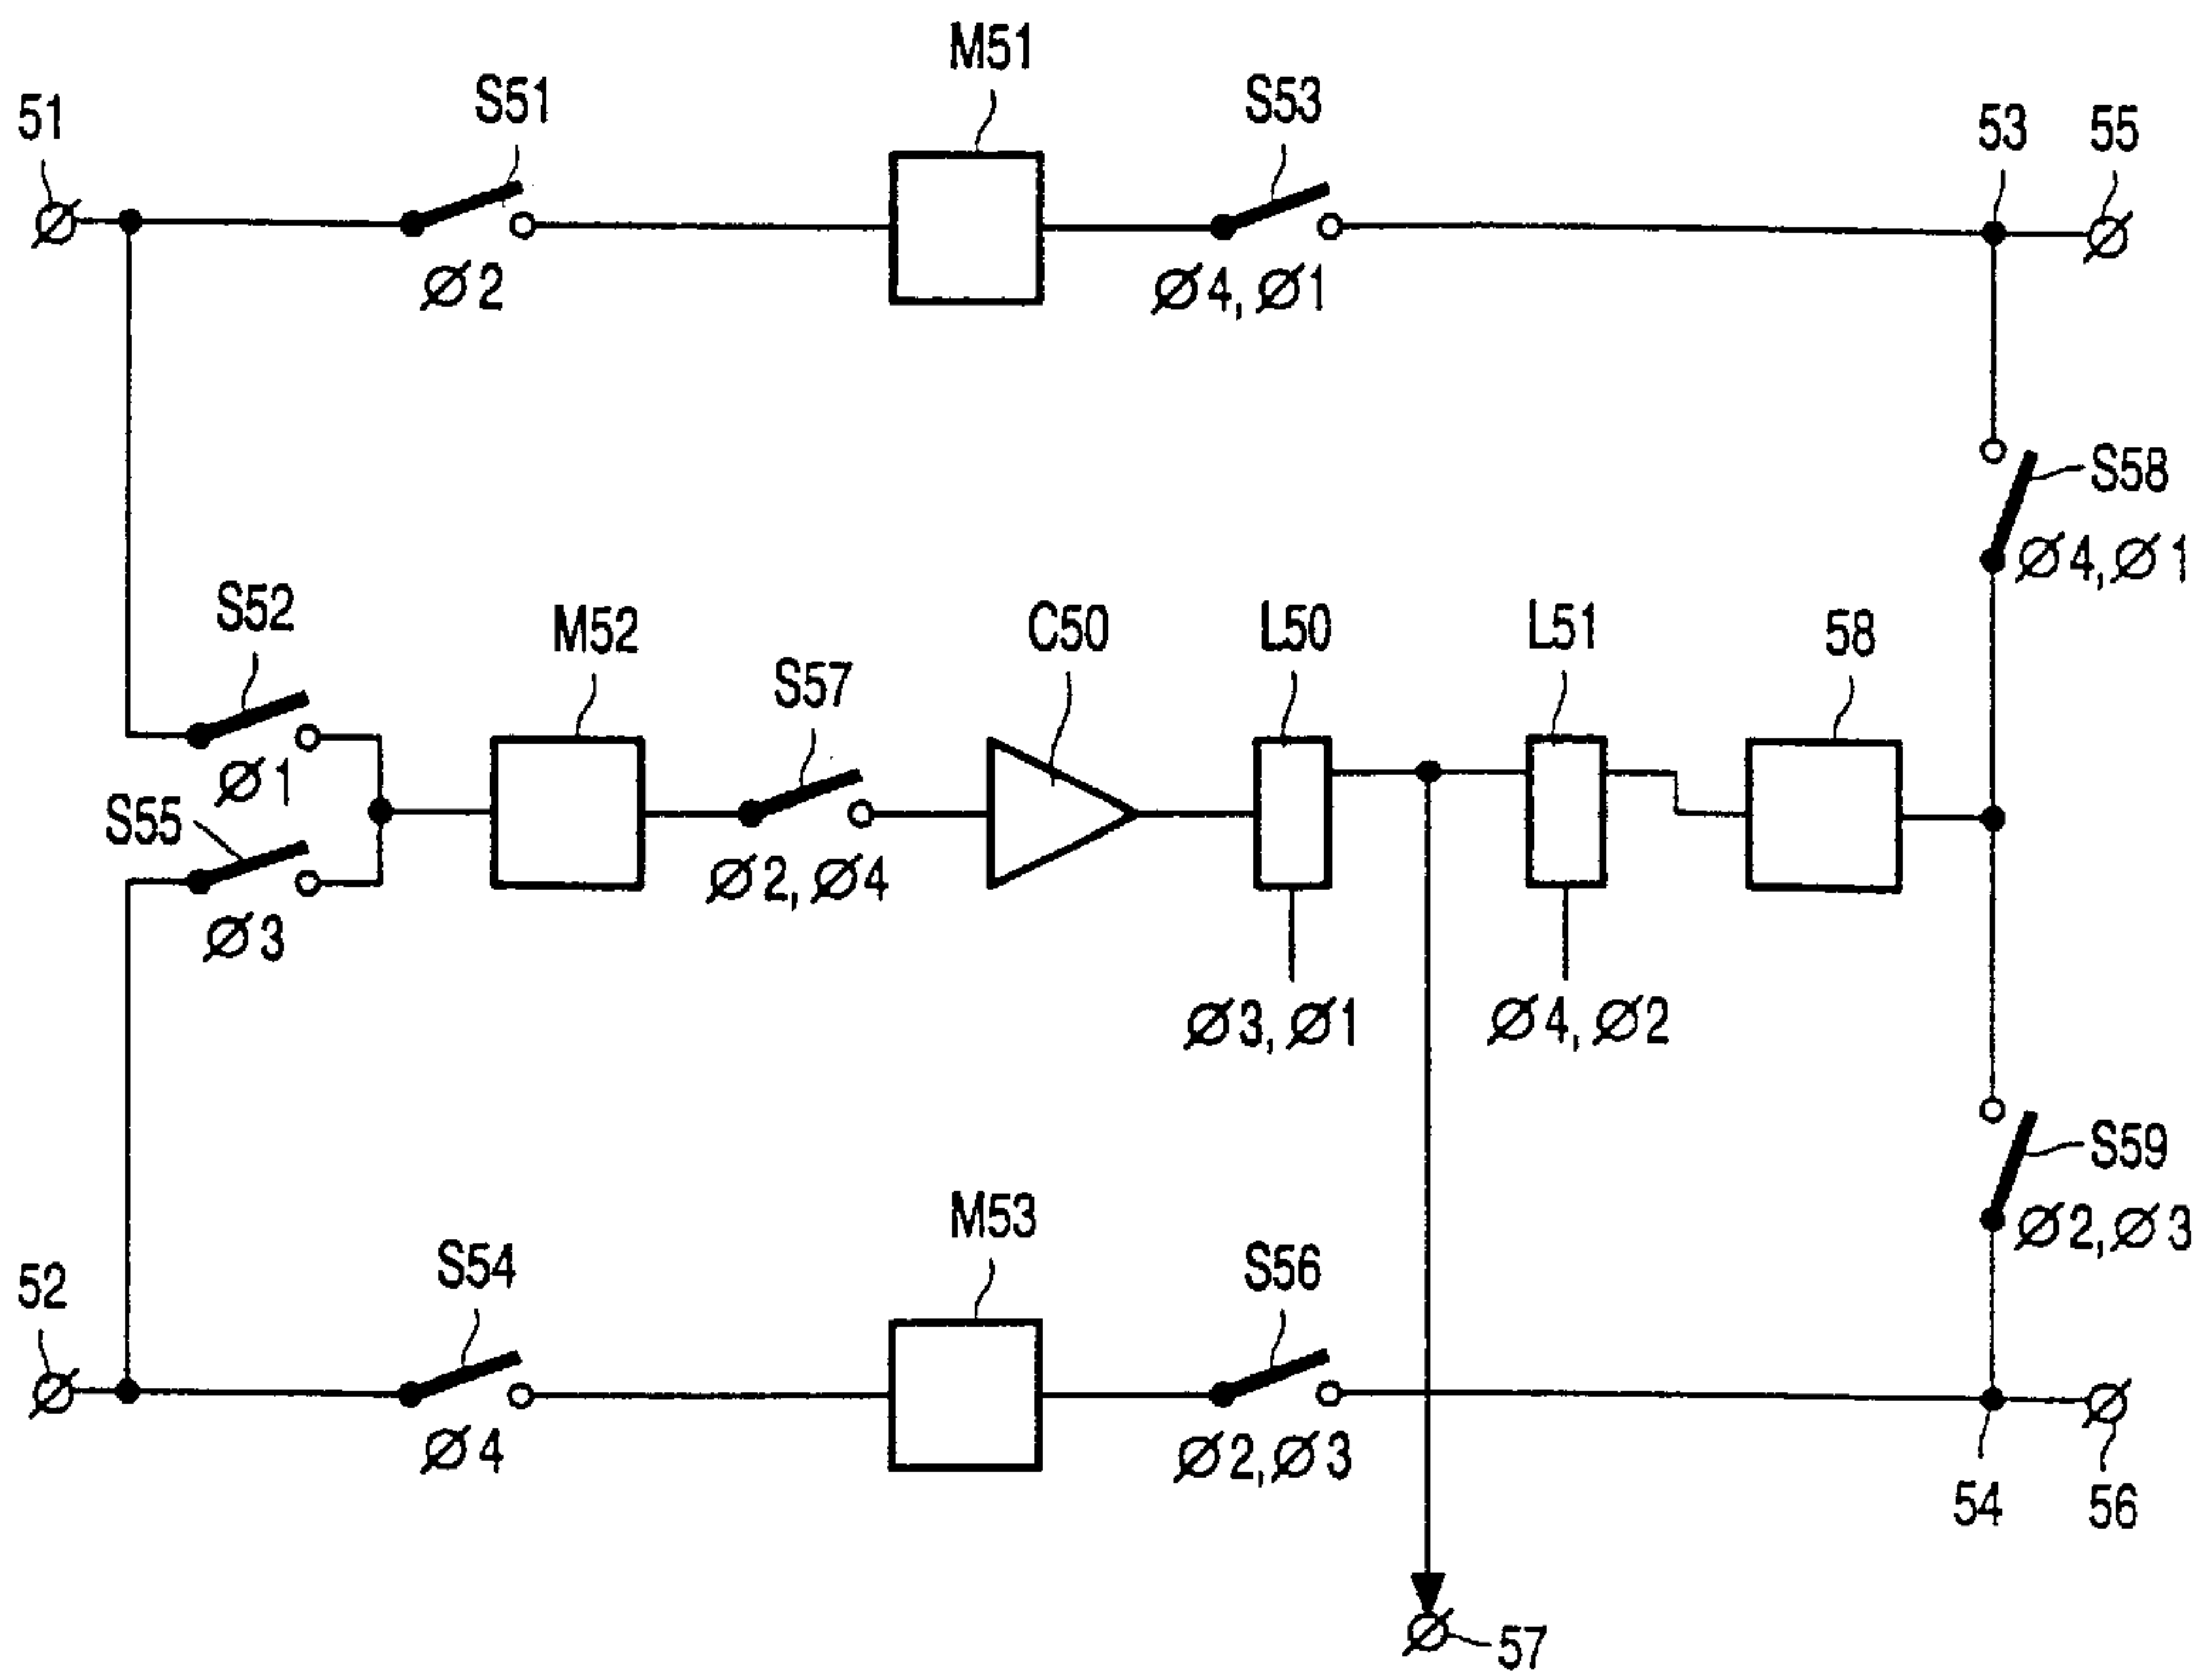 M51
S51
S53
51
53
55
Ø2
Ø4, Ø1
S58
Ø4, Ø1
S52
M52
S57
C50
L50
L51
58
Ø1
S55
Ø2, Ø4
Ø3
Ø3, Ø1
Ø4, Ø2
S59
Ø2, Ø3
M53
52
S54
S56
Ø4
Ø2, Ø3
54
56
57